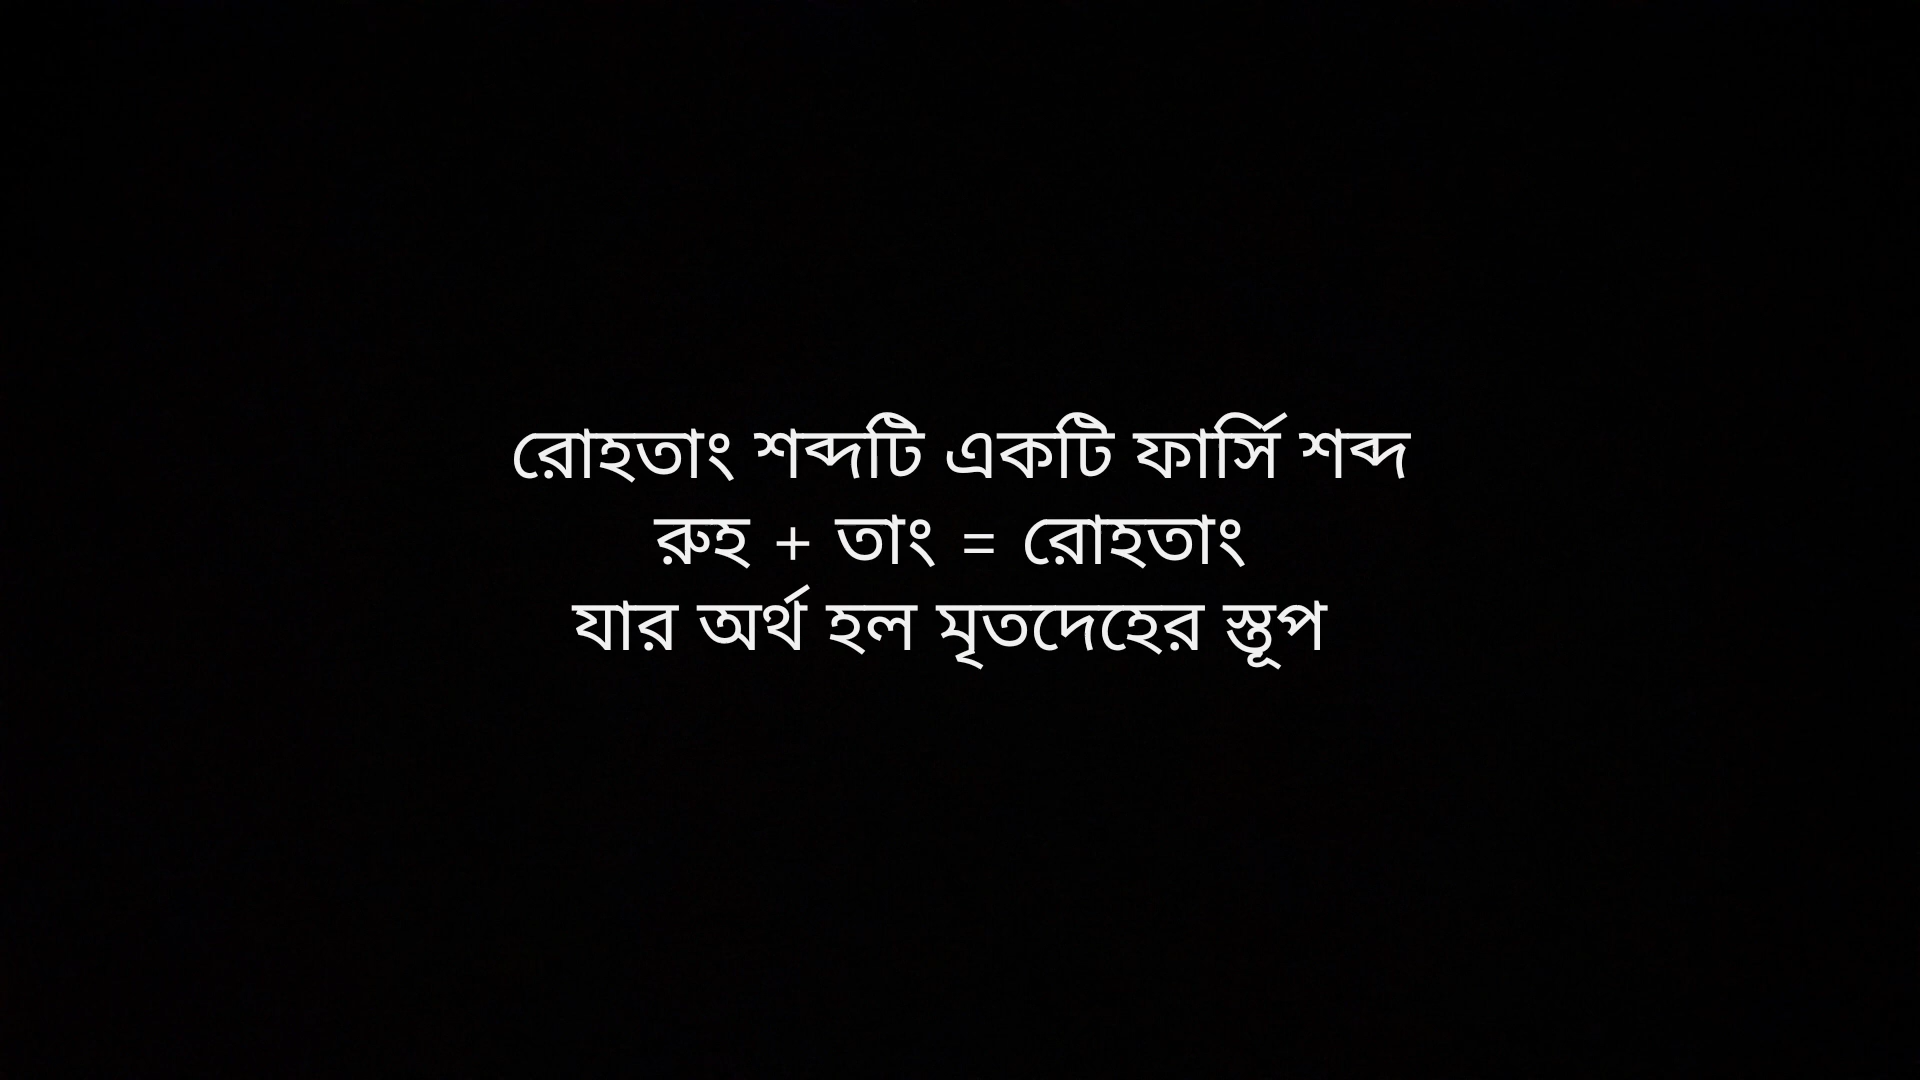 রোহতাং শব্দটি একটি ফার্সি শব্দ
রুহ + তাং = রোহতাং
যার অর্থ হল মৃতদেহের স্তূপ